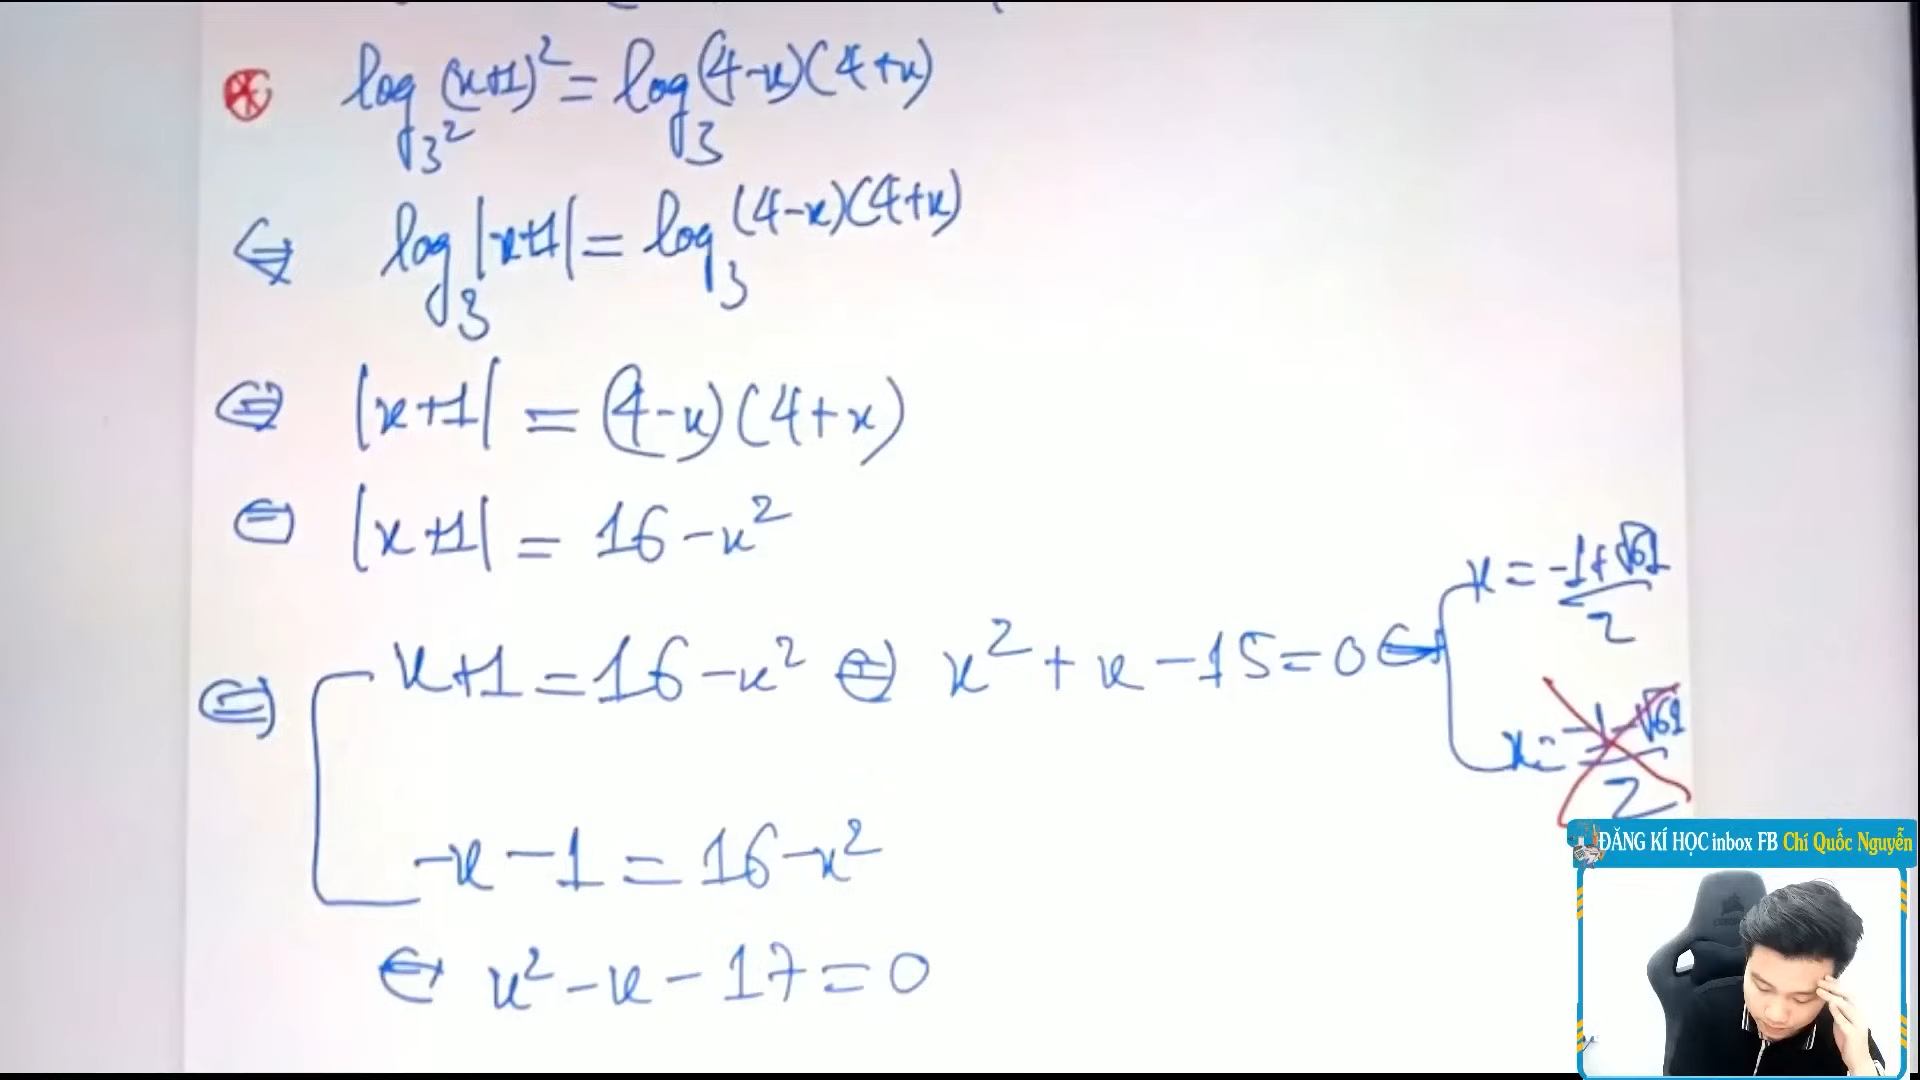 ⊛ log_{3^2}(x+1)^2 = log_3(4-x)(4+x)
⇔ log_3|x+1| = log_3(4-x)(4+x)
⇔ |x+1| = (4-x)(4+x)
⇔ |x+1| = 16-x^2
⇔ [ x+1 = 16-x^2 ⇔ x^2+x-15=0 ⇔ [ x = (-1+√61)/2
x = (-1-√61)/2
-x-1 = 16-x^2
⇔ x^2-x-17=0
ĐĂNG KÍ HỌC inbox FB Chí Quốc Nguyễn